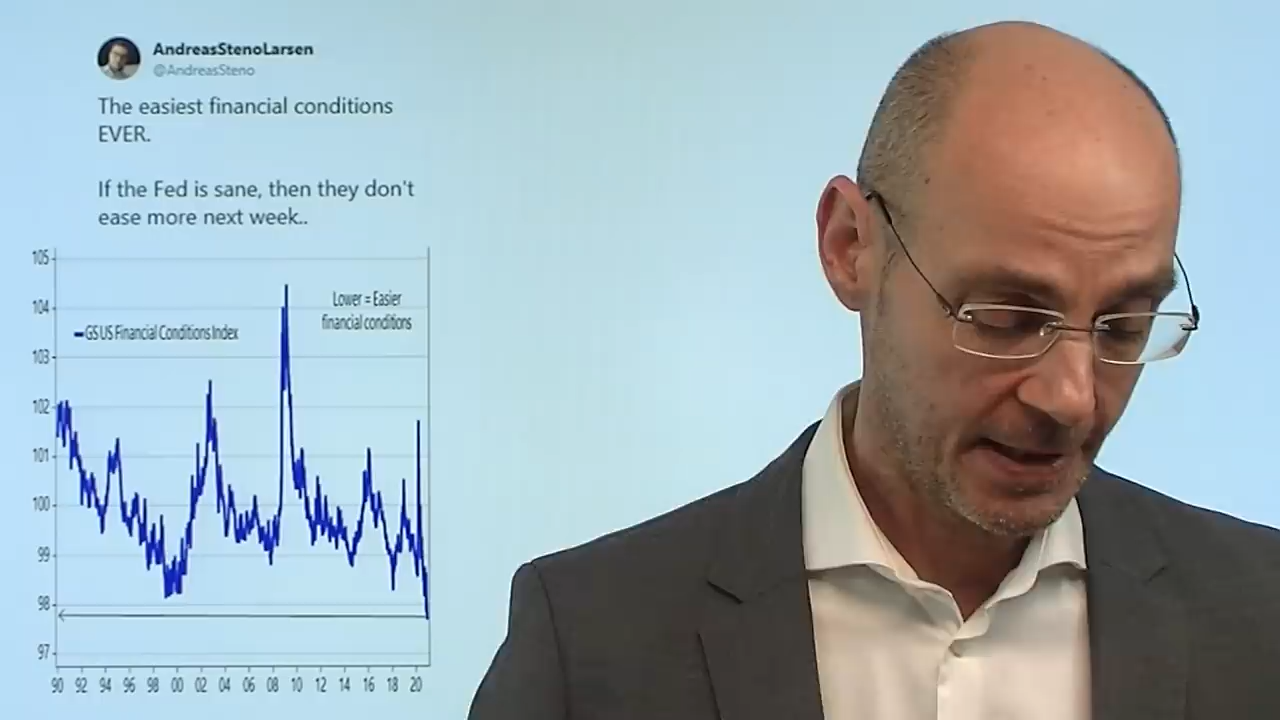 AndreasStenoLarsen
@AndreasSteno
The easiest financial conditions
EVER.
If the Fed is sane, then they don't
ease more next week..
105
104
103
102
101
100
99
98
97
Lower = Easier
financial conditions
GS US Financial Conditions Index
90 92 94 96 98 00 02 04 06 08 10 12 14 16 18 20